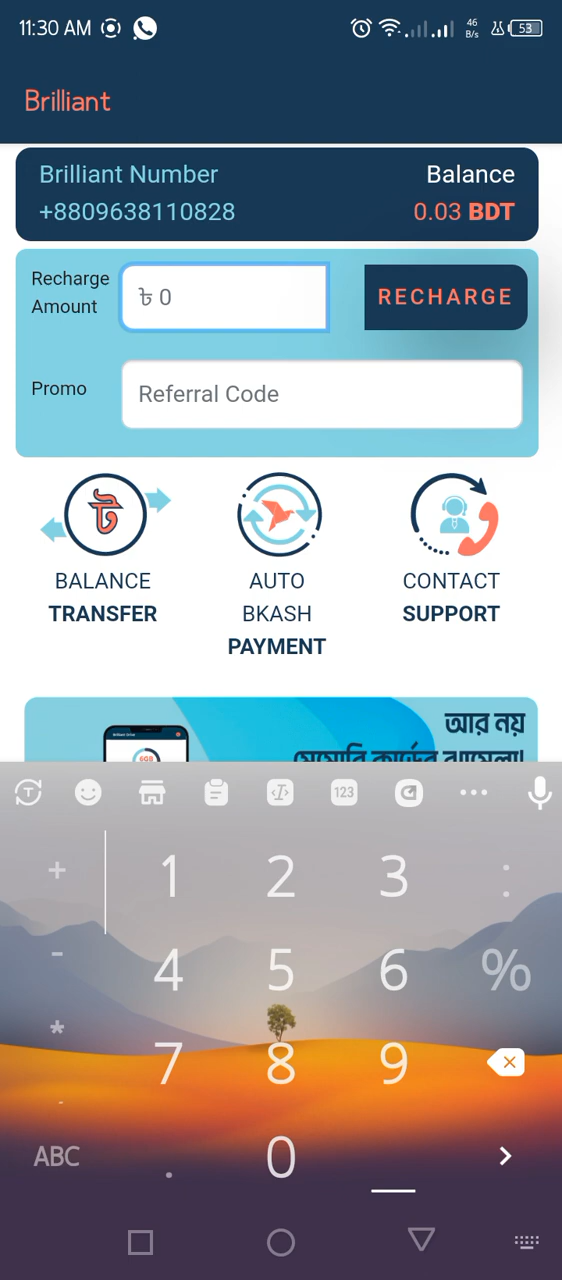 11:30 AM 46 B/s 53
Brilliant
Brilliant Number Balance
+8809638110828 0.03 BDT
Recharge Amount ৳ 0 RECHARGE
Promo Referral Code
BALANCE TRANSFER
AUTO BKASH PAYMENT
CONTACT SUPPORT
আর নয়
মেমোরি কার্ডের ঝামেলা!
6GB
123
+ 1 2 3 :
- 4 5 6 %
* 7 8 9
ABC . 0